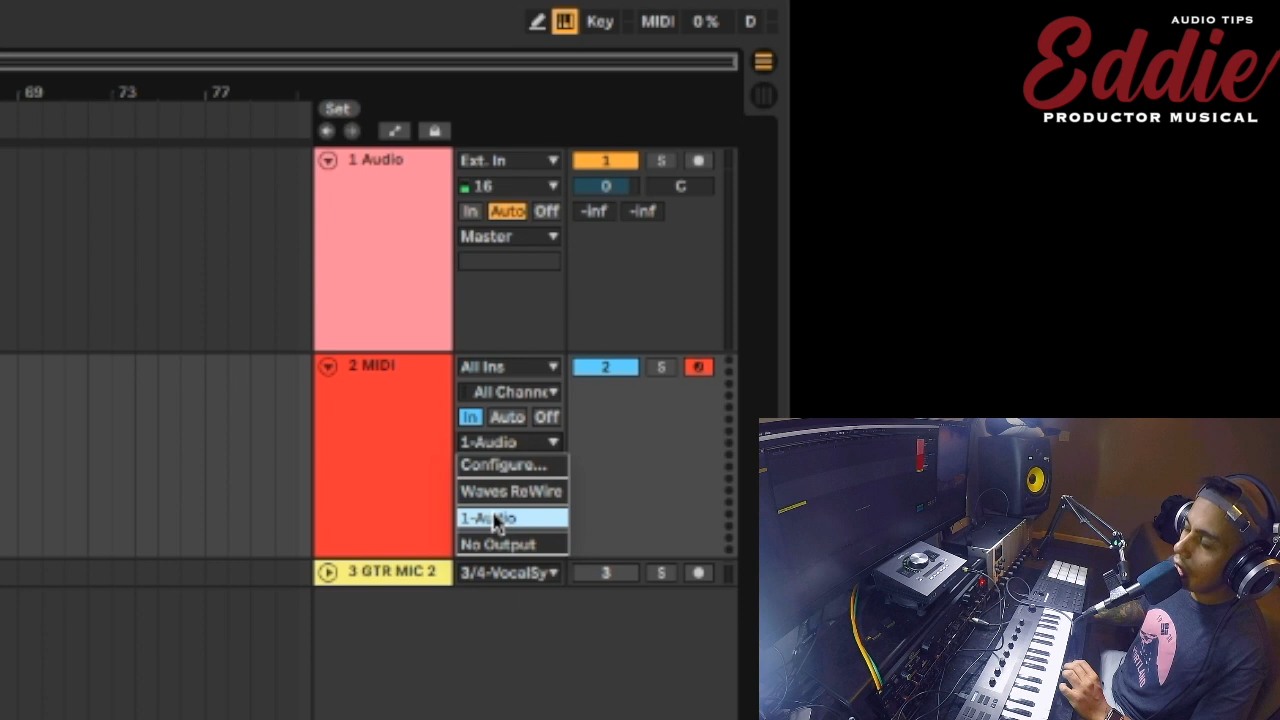 Key MIDI 0 % D
AUDIO TIPS
Eddie
PRODUCTOR MUSICAL
69 73 77
Set
1 Audio Ext. In 1 S
16 0 C
In Auto Off -inf -inf
Master
2 MIDI All Ins 2 S
All Channe
In Auto Off
1-Audio
Configure...
Waves ReWire
1-Audio
No Output
3 GTR MIC 2 3/4-VocalSy 3 S